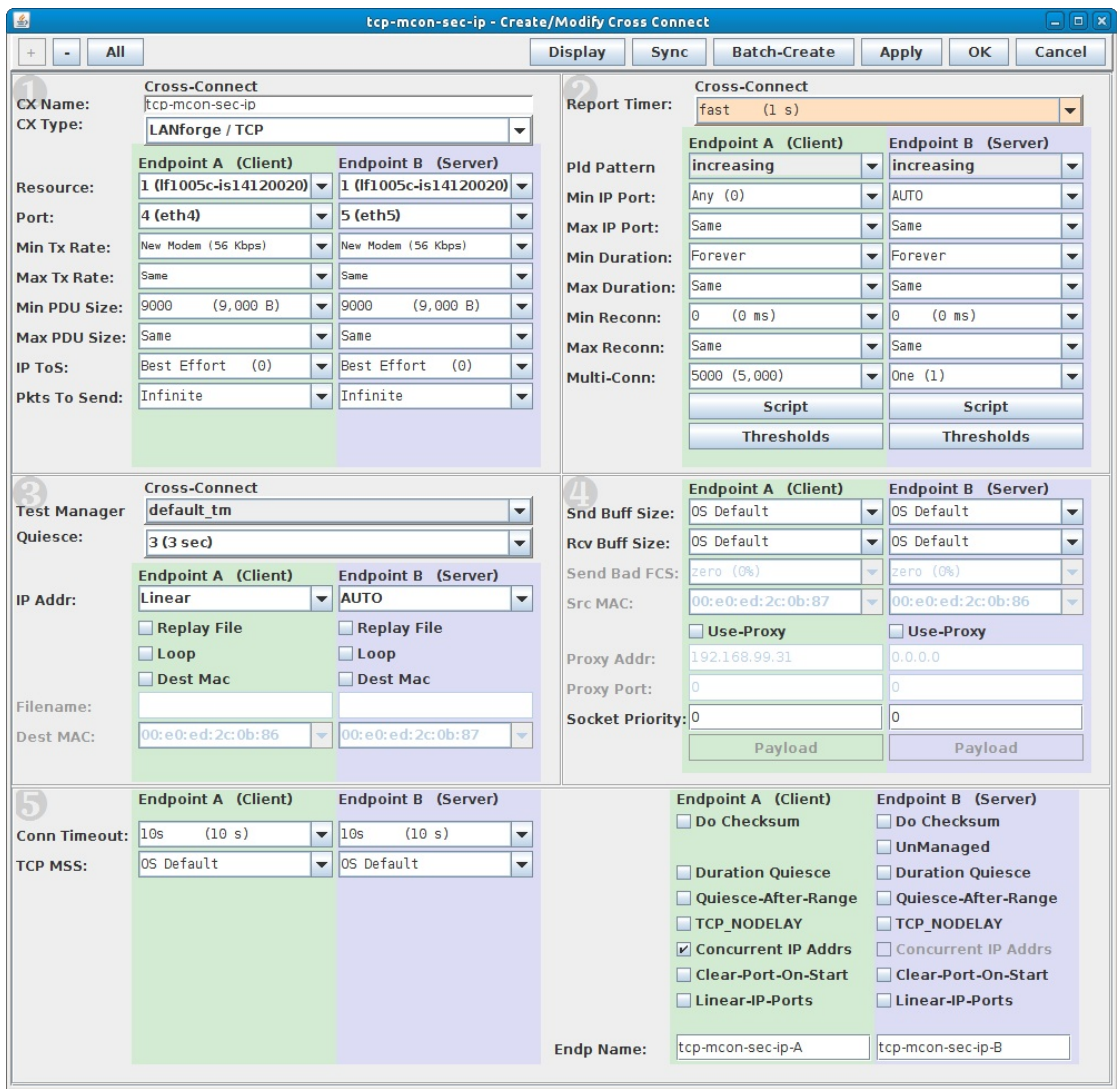 tcp-mcon-sec-ip - Create/Modify Cross Connect
+ - All Display Sync Batch-Create Apply OK Cancel
1
Cross-Connect
CX Name: tcp-mcon-sec-ip
CX Type: LANforge / TCP
Endpoint A (Client) Endpoint B (Server)
Resource: 1 (lf1005c-is14120020) 1 (lf1005c-is14120020)
Port: 4 (eth4) 5 (eth5)
Min Tx Rate: New Modem (56 Kbps) New Modem (56 Kbps)
Max Tx Rate: Same Same
Min PDU Size: 9000 (9,000 B) 9000 (9,000 B)
Max PDU Size: Same Same
IP ToS: Best Effort (0) Best Effort (0)
Pkts To Send: Infinite Infinite
2
Cross-Connect
Report Timer: fast (1 s)
Endpoint A (Client) Endpoint B (Server)
Pld Pattern increasing increasing
Min IP Port: Any (0) AUTO
Max IP Port: Same Same
Min Duration: Forever Forever
Max Duration: Same Same
Min Reconn: 0 (0 ms) 0 (0 ms)
Max Reconn: Same Same
Multi-Conn: 5000 (5,000) One (1)
Script Script
Thresholds Thresholds
3
Cross-Connect
Test Manager default_tm
Quiesce: 3 (3 sec)
Endpoint A (Client) Endpoint B (Server)
IP Addr: Linear AUTO
Replay File Replay File
Loop Loop
Dest Mac Dest Mac
Filename:
Dest MAC: 00:e0:ed:2c:0b:86 00:e0:ed:2c:0b:87
4
Endpoint A (Client) Endpoint B (Server)
Snd Buff Size: OS Default OS Default
Rcv Buff Size: OS Default OS Default
Send Bad FCS: zero (0%) zero (0%)
Src MAC: 00:e0:ed:2c:0b:87 00:e0:ed:2c:0b:86
Use-Proxy Use-Proxy
Proxy Addr: 192.168.99.31 0.0.0.0
Proxy Port: 0 0
Socket Priority: 0 0
Payload Payload
5
Endpoint A (Client) Endpoint B (Server)
Conn Timeout: 10s (10 s) 10s (10 s)
TCP MSS: OS Default OS Default
Endpoint A (Client) Endpoint B (Server)
Do Checksum Do Checksum
UnManaged
Duration Quiesce Duration Quiesce
Quiesce-After-Range Quiesce-After-Range
TCP_NODELAY TCP_NODELAY
Concurrent IP Addrs Concurrent IP Addrs
Clear-Port-On-Start Clear-Port-On-Start
Linear-IP-Ports Linear-IP-Ports
Endp Name: tcp-mcon-sec-ip-A tcp-mcon-sec-ip-B